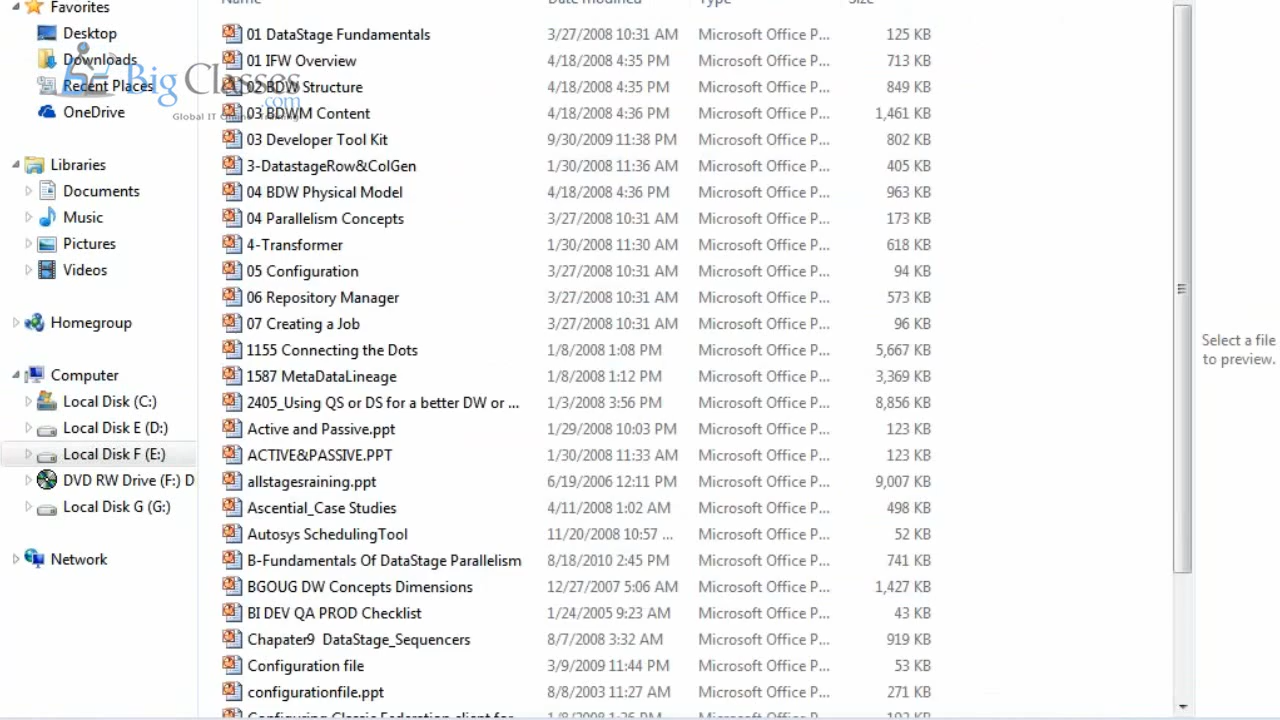 Name Date modified Type Size
Favorites
Desktop
Downloads
Recent Places
OneDrive
Libraries
Documents
Music
Pictures
Videos
Homegroup
Computer
Local Disk (C:)
Local Disk E (D:)
Local Disk F (E:)
DVD RW Drive (F:) D
Local Disk G (G:)
Network
Big Classes
.com
Global IT Online Training
01 DataStage Fundamentals 3/27/2008 10:31 AM Microsoft Office P... 125 KB
01 IFW Overview 4/18/2008 4:35 PM Microsoft Office P... 713 KB
02 BDW Structure 4/18/2008 4:35 PM Microsoft Office P... 849 KB
03 BDWM Content 4/18/2008 4:36 PM Microsoft Office P... 1,461 KB
03 Developer Tool Kit 9/30/2009 11:38 PM Microsoft Office P... 802 KB
3-DatastageRow&ColGen 1/30/2008 11:36 AM Microsoft Office P... 405 KB
04 BDW Physical Model 4/18/2008 4:36 PM Microsoft Office P... 963 KB
04 Parallelism Concepts 3/27/2008 10:31 AM Microsoft Office P... 173 KB
4-Transformer 1/30/2008 11:30 AM Microsoft Office P... 618 KB
05 Configuration 3/27/2008 10:31 AM Microsoft Office P... 94 KB
06 Repository Manager 3/27/2008 10:31 AM Microsoft Office P... 573 KB
07 Creating a Job 3/27/2008 10:31 AM Microsoft Office P... 96 KB
1155 Connecting the Dots 1/8/2008 1:08 PM Microsoft Office P... 5,667 KB
1587 MetaDataLineage 1/8/2008 1:12 PM Microsoft Office P... 3,369 KB
2405_Using QS or DS for a better DW or ... 1/3/2008 3:56 PM Microsoft Office P... 8,856 KB
Active and Passive.ppt 1/29/2008 10:03 PM Microsoft Office P... 123 KB
ACTIVE&PASSIVE.PPT 1/30/2008 11:33 AM Microsoft Office P... 123 KB
allstagesraining.ppt 6/19/2006 12:11 PM Microsoft Office P... 9,007 KB
Ascential_Case Studies 4/11/2008 1:02 AM Microsoft Office P... 498 KB
Autosys SchedulingTool 11/20/2008 10:57 ... Microsoft Office P... 52 KB
B-Fundamentals Of DataStage Parallelism 8/18/2010 2:45 PM Microsoft Office P... 741 KB
BGOUG DW Concepts Dimensions 12/27/2007 5:06 AM Microsoft Office P... 1,427 KB
BI DEV QA PROD Checklist 1/24/2005 9:23 AM Microsoft Office P... 43 KB
Chapater9 DataStage_Sequencers 8/7/2008 3:32 AM Microsoft Office P... 919 KB
Configuration file 3/9/2009 11:44 PM Microsoft Office P... 53 KB
configurationfile.ppt 8/8/2003 11:27 AM Microsoft Office P... 271 KB
Configuring Classic Federation client for 1/8/2008 1:26 PM Microsoft Office P... 192 KB
Select a file
to preview.